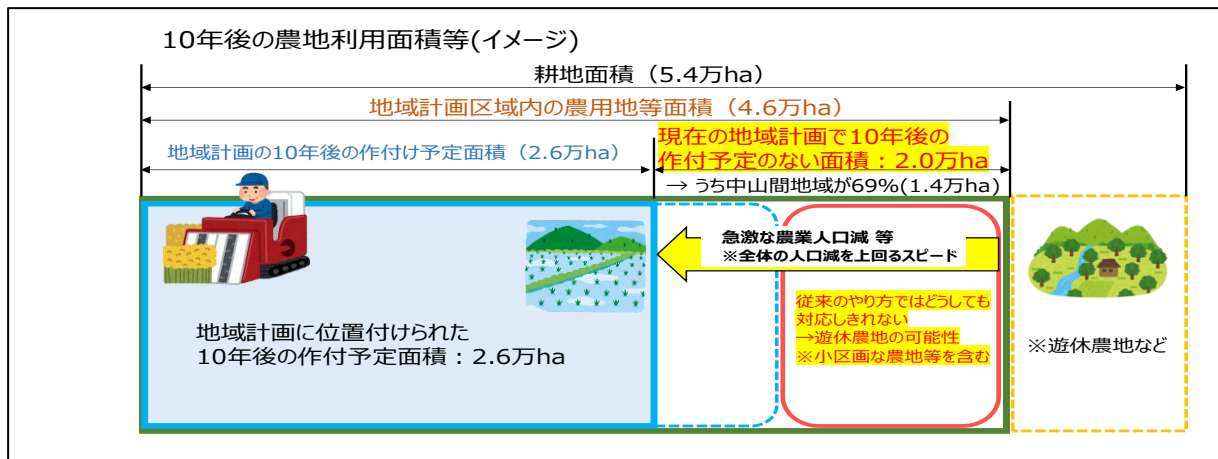 10年後の農地利用面積等(イメージ)
耕地面積（5.4万ha）
地域計画区域内の農用地等面積（4.6万ha）
地域計画の10年後の作付け予定面積（2.6万ha）
現在の地域計画で10年後の
作付予定のない面積：2.0万ha
→ うち中山間地域が69%(1.4万ha)
急激な農業人口減 等
※全体の人口減を上回るスピード
従来のやり方ではどうしても
対応しきれない
→遊休農地の可能性
※小区画な農地等を含む
地域計画に位置付けられた
10年後の作付予定面積：2.6万ha
※遊休農地など